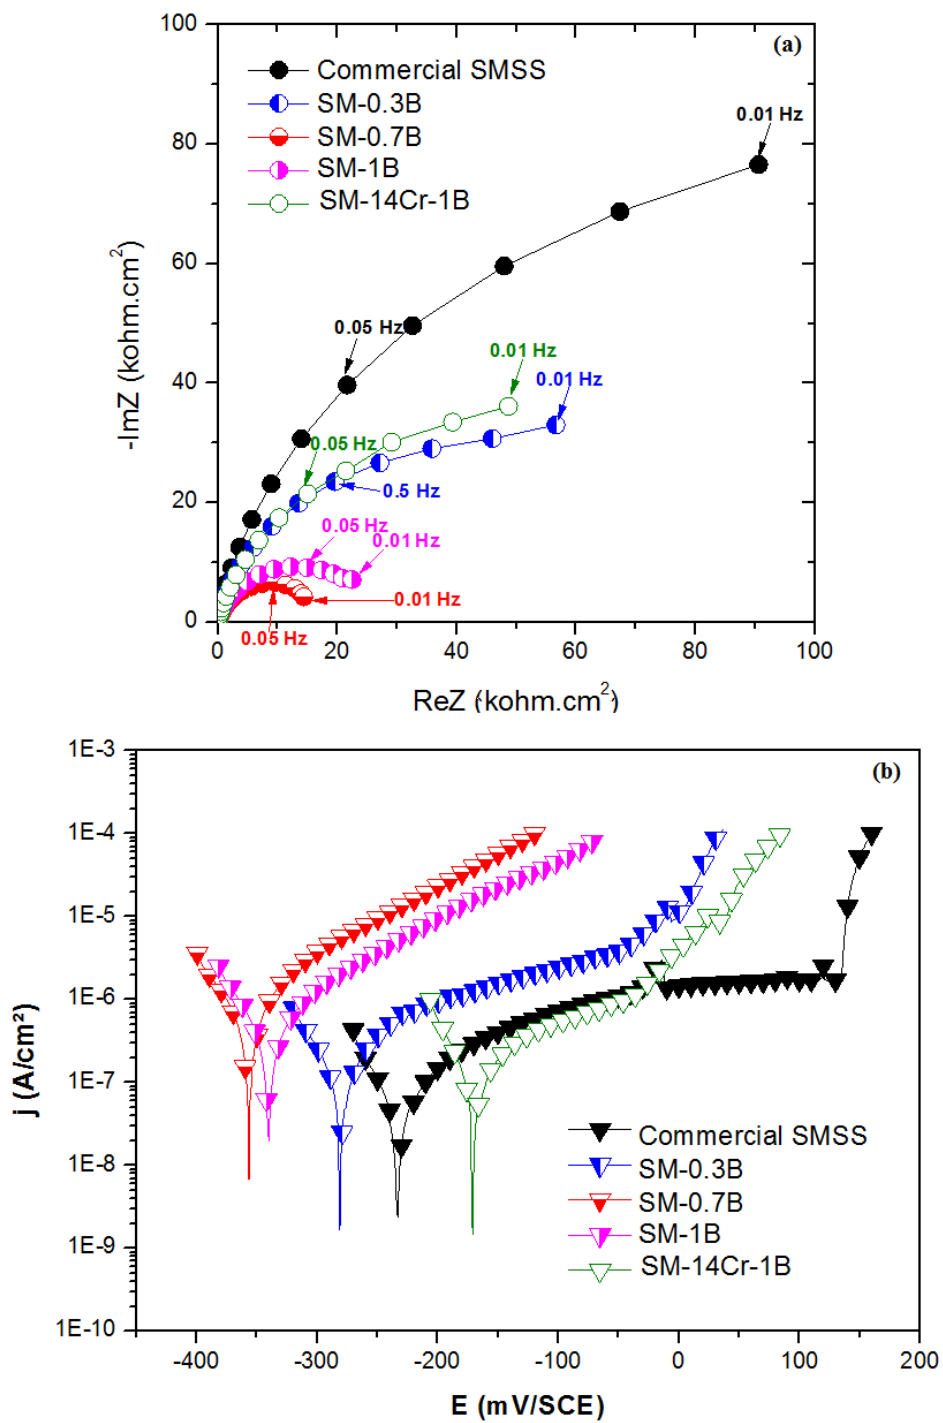 100
(a)
Commercial SMSS
SM-0.3B
SM-0.7B
SM-1B
SM-14Cr-1B
0.01 Hz
80
60
0.05 Hz
0.01 Hz
0.01 Hz
40
0.05 Hz
0.5 Hz
20
0.05 Hz
0.01 Hz
0.01 Hz
0.05 Hz
0
0 20 40 60 80 100
-ImZ (kohm.cm²)
ReZ (kohm.cm²)
1E-3
(b)
1E-4
1E-5
1E-6
1E-7
1E-8
1E-9
1E-10
j (A/cm²)
Commercial SMSS
SM-0.3B
SM-0.7B
SM-1B
SM-14Cr-1B
-400 -300 -200 -100 0 100 200
E (mV/SCE)